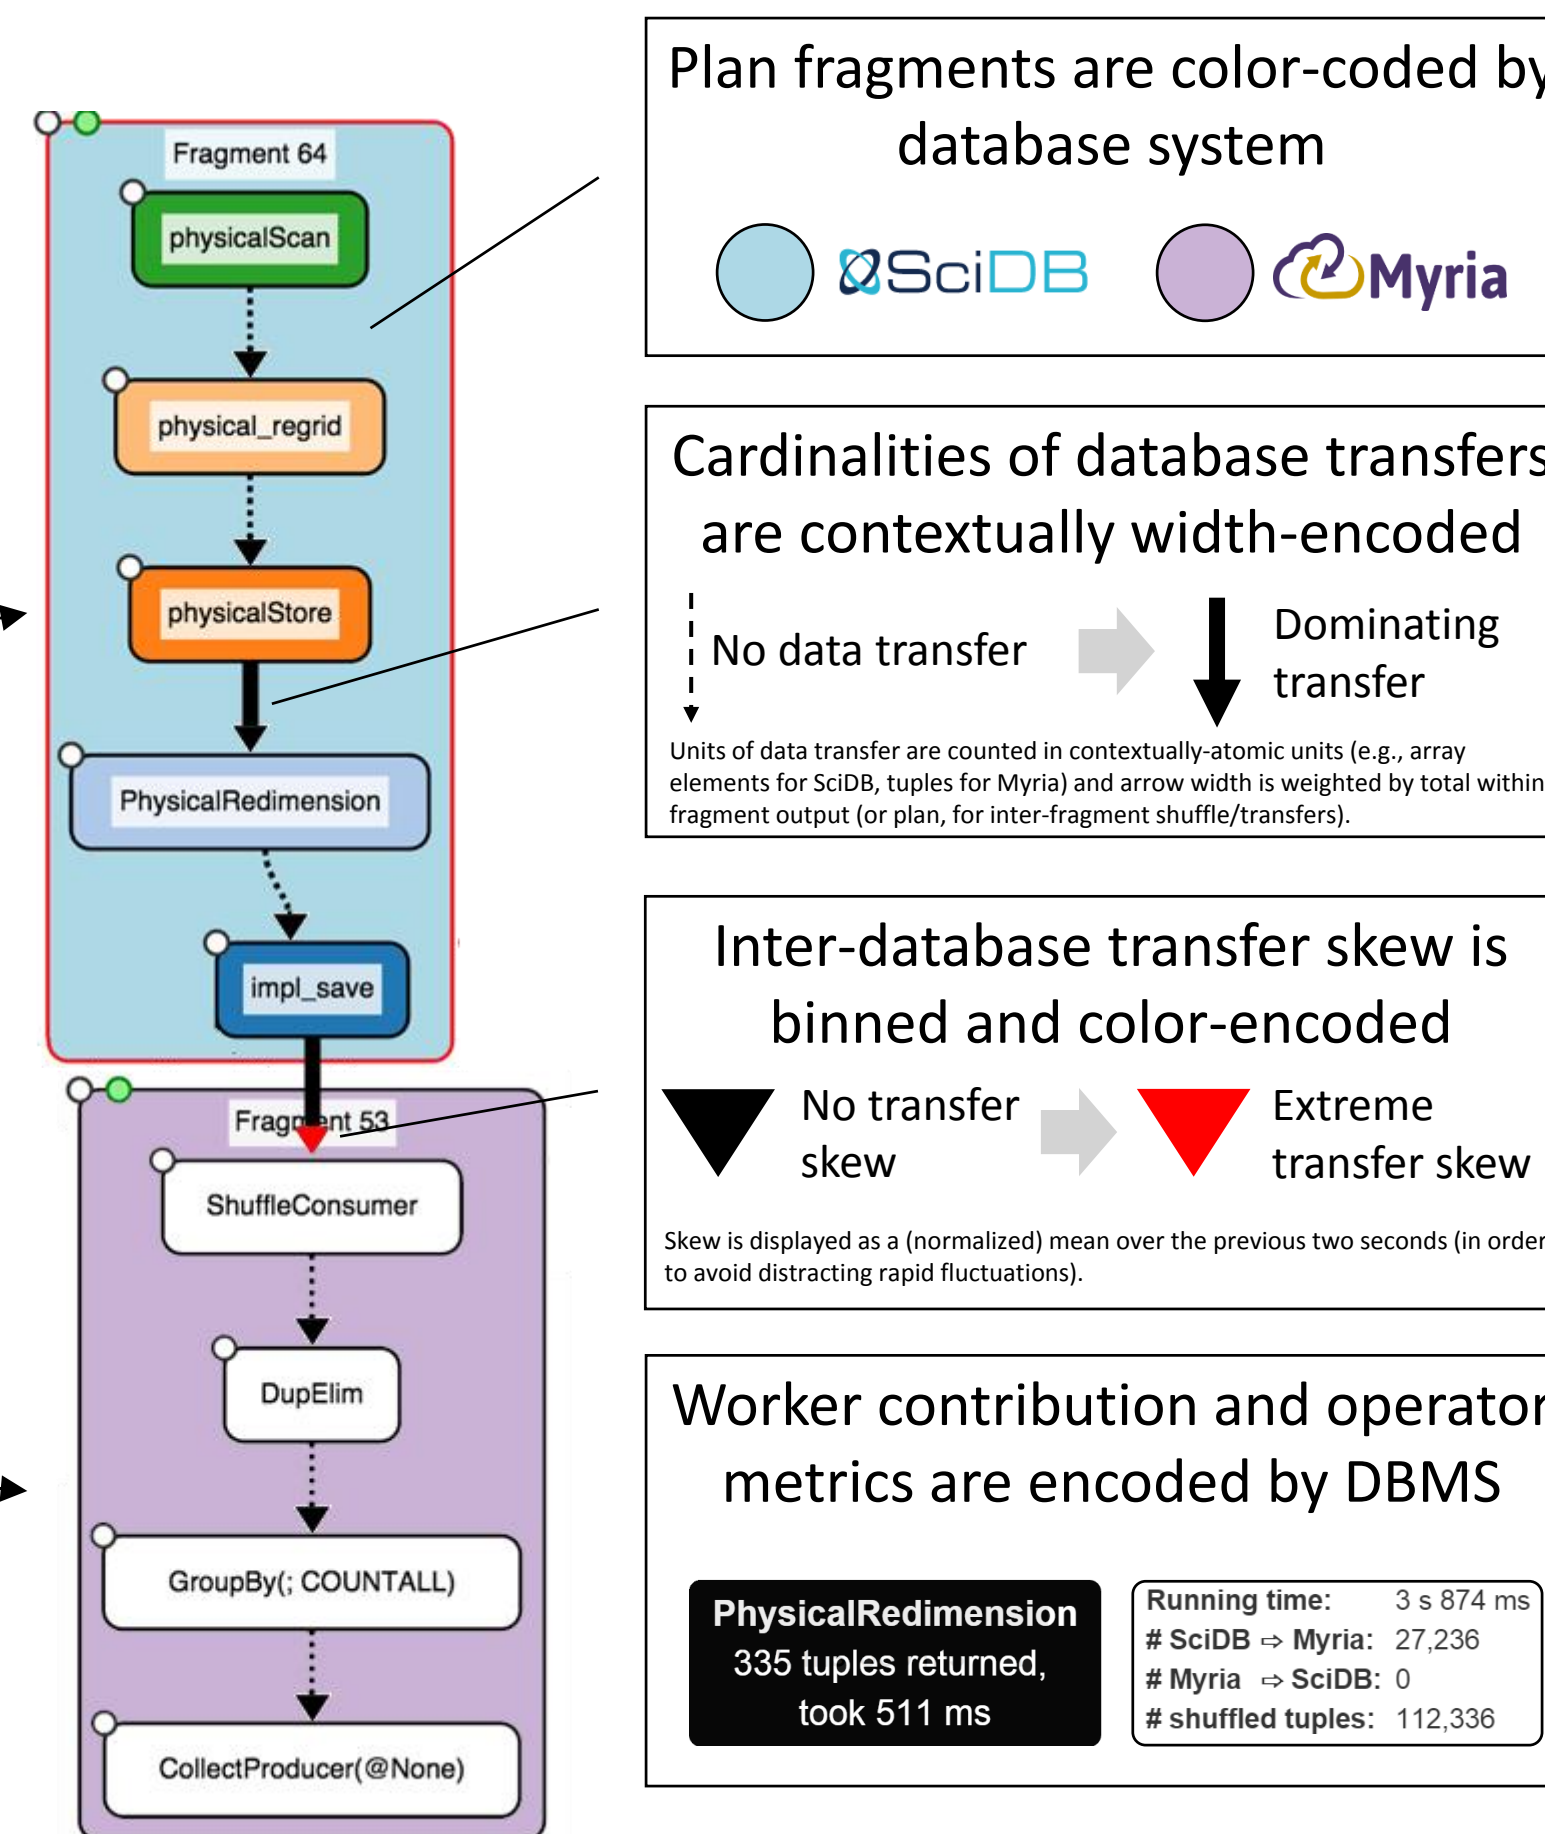 Fragment 64
physicalScan
physical_regrid
physicalStore
PhysicalRedimension
impl_save
Fragment 53
ShuffleConsumer
DupElim
GroupBy(; COUNTALL)
CollectProducer(@None)
Plan fragments are color-coded by
database system
SciDB
Myria
Cardinalities of database transfers
are contextually width-encoded
No data transfer
Dominating
transfer
Units of data transfer are counted in contextually-atomic units (e.g., array
elements for SciDB, tuples for Myria) and arrow width is weighted by total within
fragment output (or plan, for inter-fragment shuffle/transfers).
Inter-database transfer skew is
binned and color-encoded
No transfer
skew
Extreme
transfer skew
Skew is displayed as a (normalized) mean over the previous two seconds (in order
to avoid distracting rapid fluctuations).
Worker contribution and operator
metrics are encoded by DBMS
PhysicalRedimension
335 tuples returned,
took 511 ms
Running time: 3 s 874 ms
# SciDB ⇨ Myria: 27,236
# Myria ⇨ SciDB: 0
# shuffled tuples: 112,336